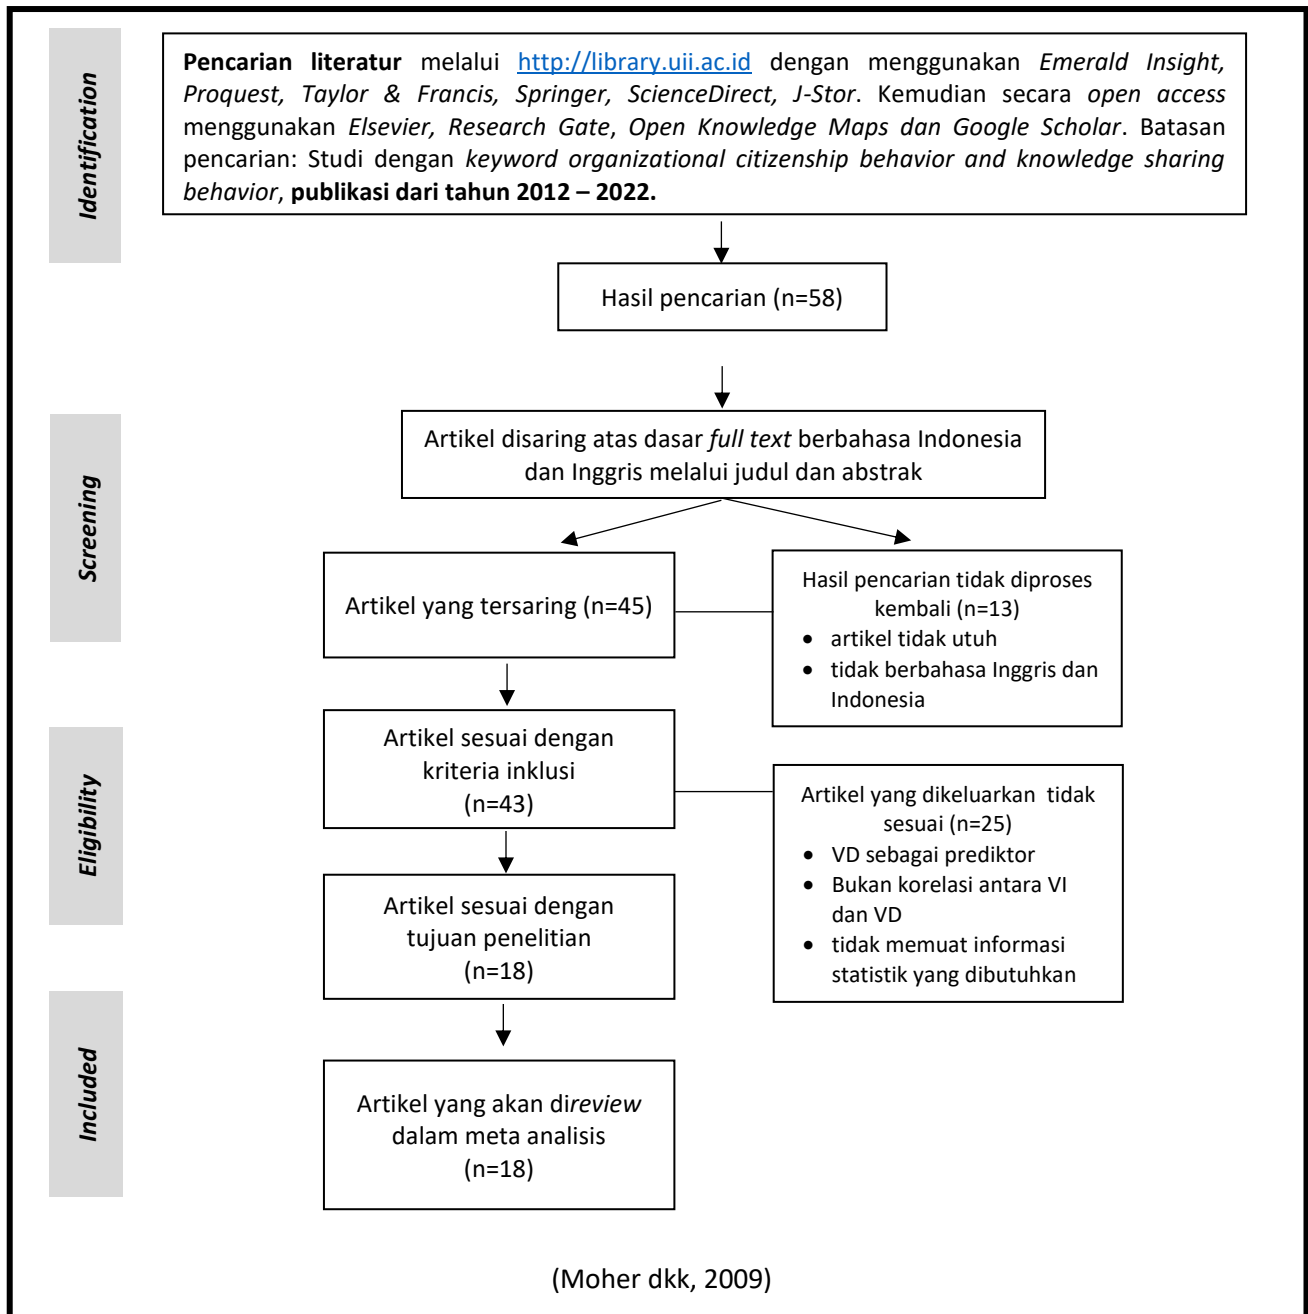 Identification
Pencarian literatur melalui http://library.uii.ac.id dengan menggunakan Emerald Insight,
Proquest, Taylor & Francis, Springer, ScienceDirect, J-Stor. Kemudian secara open access
menggunakan Elsevier, Research Gate, Open Knowledge Maps dan Google Scholar. Batasan
pencarian: Studi dengan keyword organizational citizenship behavior and knowledge sharing
behavior, publikasi dari tahun 2012 – 2022.
Hasil pencarian (n=58)
Screening
Artikel disaring atas dasar full text berbahasa Indonesia
dan Inggris melalui judul dan abstrak
Artikel yang tersaring (n=45)
Hasil pencarian tidak diproses
kembali (n=13)
• artikel tidak utuh
• tidak berbahasa Inggris dan
Indonesia
Eligibility
Artikel sesuai dengan
kriteria inklusi
(n=43)
Artikel yang dikeluarkan tidak
sesuai (n=25)
• VD sebagai prediktor
• Bukan korelasi antara VI
dan VD
• tidak memuat informasi
statistik yang dibutuhkan
Artikel sesuai dengan
tujuan penelitian
(n=18)
Included
Artikel yang akan direview
dalam meta analisis
(n=18)
(Moher dkk, 2009)